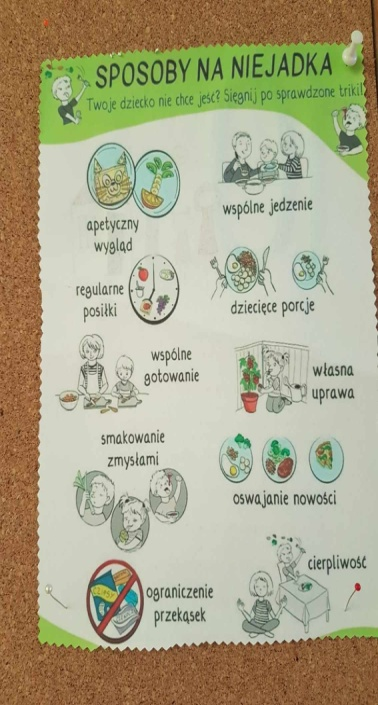 SPOSOBY NA NIEJADKA
Twoje dziecko nie chce jeść? Sięgnij po sprawdzone triki!
apetyczny
wygląd
wspólne jedzenie
regularne
posiłki
dziecięce porcje
wspólne
gotowanie
własna
uprawa
smakowanie
zmysłami
oswajanie nowości
ograniczenie
przekąsek
cierpliwość
CZIPSY